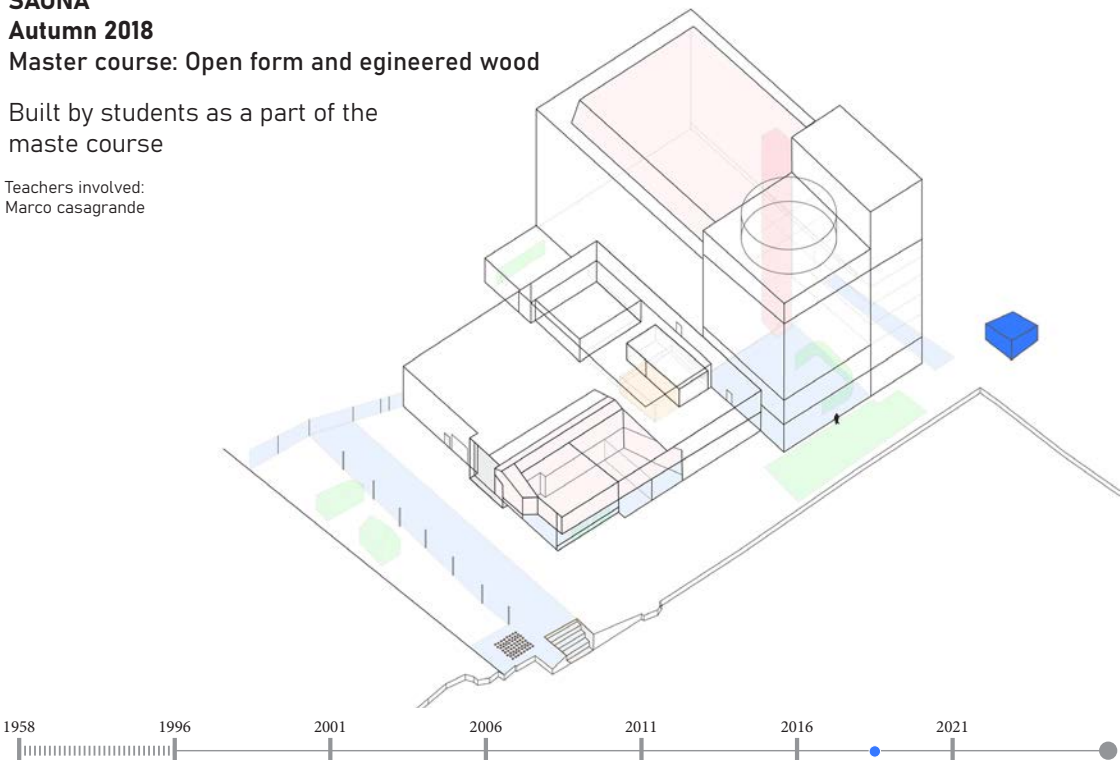 SAUNA
Autumn 2018
Master course: Open form and egineered wood
Built by students as a part of the
maste course
Teachers involved:
Marco casagrande
1958 1996 2001 2006 2011 2016 2021